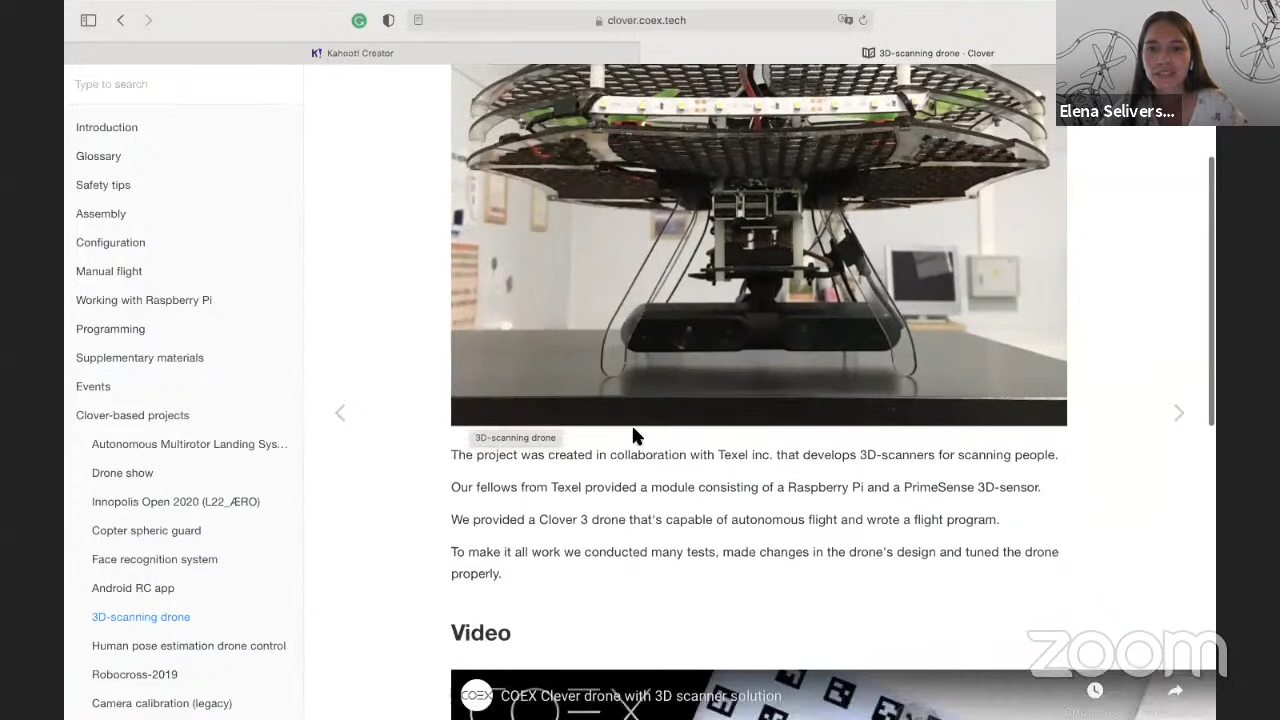 clover.coex.tech
K! Kahoot! Creator
3D-scanning drone · Clover
Elena Selivers...
Type to search
Introduction
Glossary
Safety tips
Assembly
Configuration
Manual flight
Working with Raspberry Pi
Programming
Supplementary materials
Events
Clover-based projects
Autonomous Multirotor Landing Sys...
Drone show
Innopolis Open 2020 (L22_ÆRO)
Copter spheric guard
Face recognition system
Android RC app
3D-scanning drone
Human pose estimation drone control
Robocross-2019
Camera calibration (legacy)
3D-scanning drone
The project was created in collaboration with Texel inc. that develops 3D-scanners for scanning people.
Our fellows from Texel provided a module consisting of a Raspberry Pi and a PrimeSense 3D-sensor.
We provided a Clover 3 drone that's capable of autonomous flight and wrote a flight program.
To make it all work we conducted many tests, made changes in the drone's design and tuned the drone
properly.
Video
COEX
COEX Clever drone with 3D scanner solution
zoom